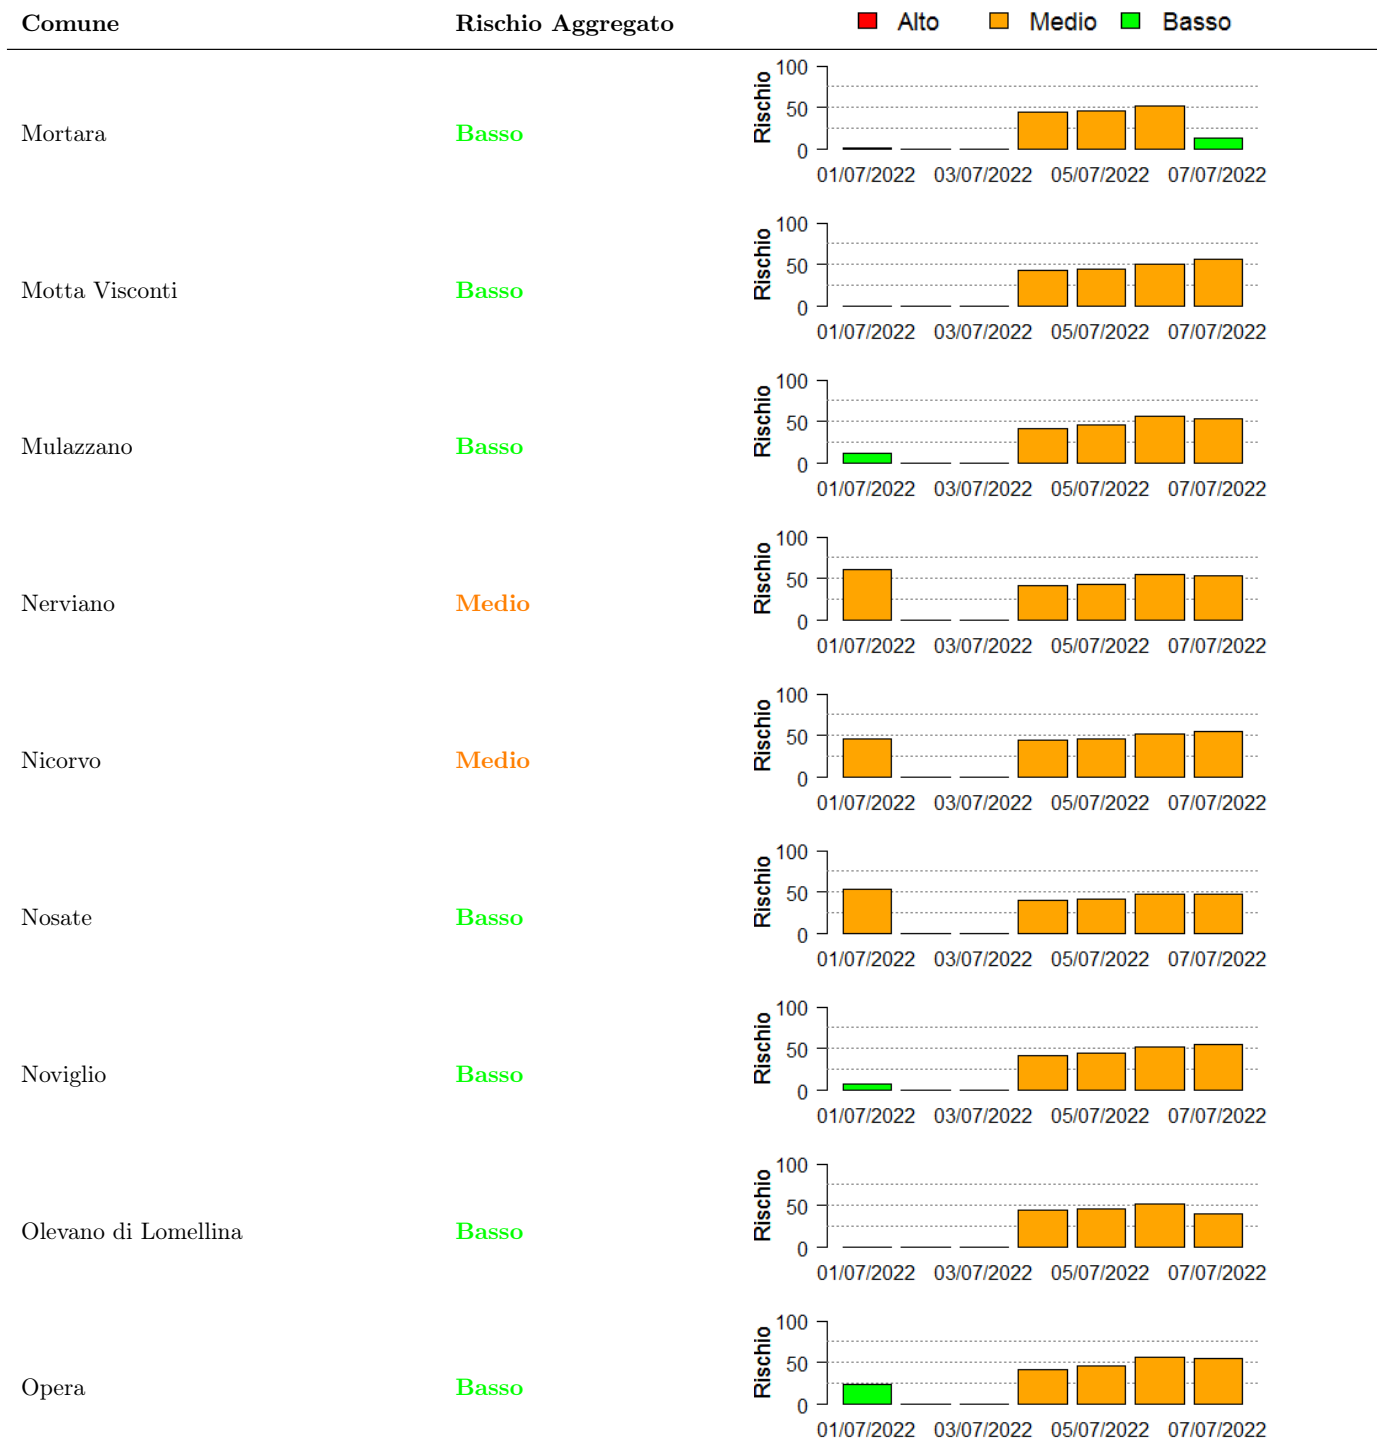 Comune Rischio Aggregato Alto Medio Basso
Mortara Basso Rischio 100 50 0
01/07/2022 03/07/2022 05/07/2022 07/07/2022
Motta Visconti Basso Rischio 100 50 0
01/07/2022 03/07/2022 05/07/2022 07/07/2022
Mulazzano Basso Rischio 100 50 0
01/07/2022 03/07/2022 05/07/2022 07/07/2022
Nerviano Medio Rischio 100 50 0
01/07/2022 03/07/2022 05/07/2022 07/07/2022
Nicorvo Medio Rischio 100 50 0
01/07/2022 03/07/2022 05/07/2022 07/07/2022
Nosate Basso Rischio 100 50 0
01/07/2022 03/07/2022 05/07/2022 07/07/2022
Noviglio Basso Rischio 100 50 0
01/07/2022 03/07/2022 05/07/2022 07/07/2022
Olevano di Lomellina Basso Rischio 100 50 0
01/07/2022 03/07/2022 05/07/2022 07/07/2022
Opera Basso Rischio 100 50 0
01/07/2022 03/07/2022 05/07/2022 07/07/2022